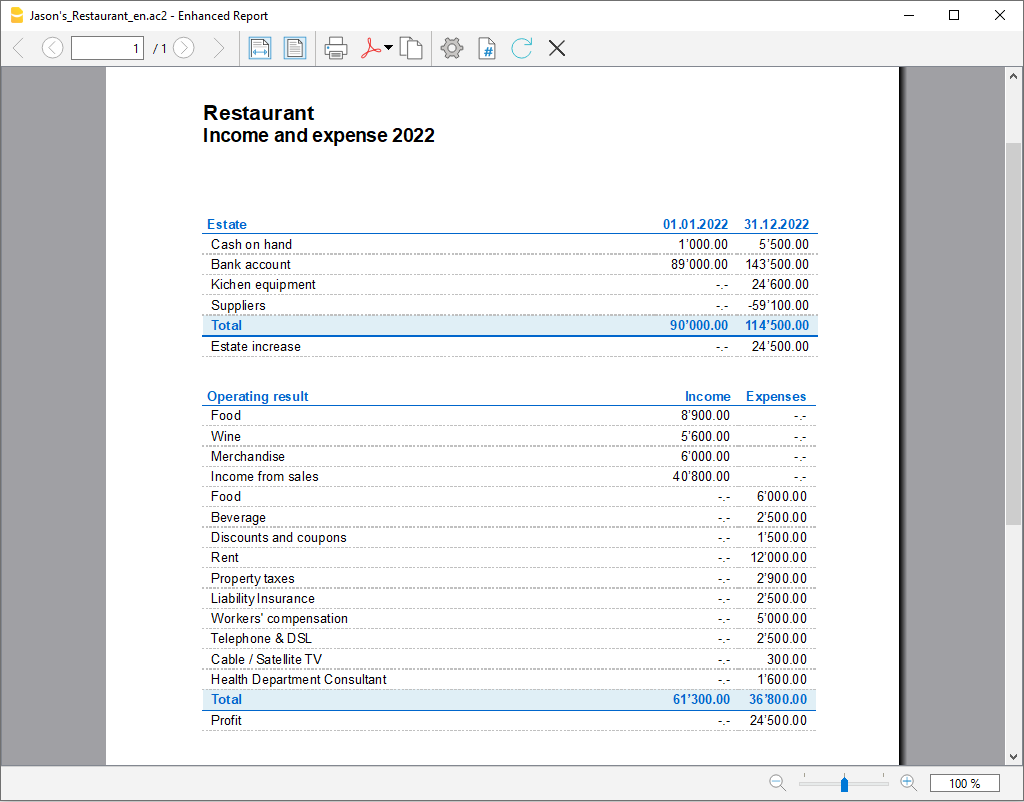 Jason's_Restaurant_en.ac2 - Enhanced Report
1 / 1
Restaurant
Income and expense 2022
Estate 01.01.2022 31.12.2022
Cash on hand 1'000.00 5'500.00
Bank account 89'000.00 143'500.00
Kichen equipment -.- 24'600.00
Suppliers -.- -59'100.00
Total 90'000.00 114'500.00
Estate increase -.- 24'500.00
Operating result Income Expenses
Food 8'900.00 -.-
Wine 5'600.00 -.-
Merchandise 6'000.00 -.-
Income from sales 40'800.00 -.-
Food -.- 6'000.00
Beverage -.- 2'500.00
Discounts and coupons -.- 1'500.00
Rent -.- 12'000.00
Property taxes -.- 2'900.00
Liability Insurance -.- 2'500.00
Workers' compensation -.- 5'000.00
Telephone & DSL -.- 2'500.00
Cable / Satellite TV -.- 300.00
Health Department Consultant -.- 1'600.00
Total 61'300.00 36'800.00
Profit -.- 24'500.00
100 %